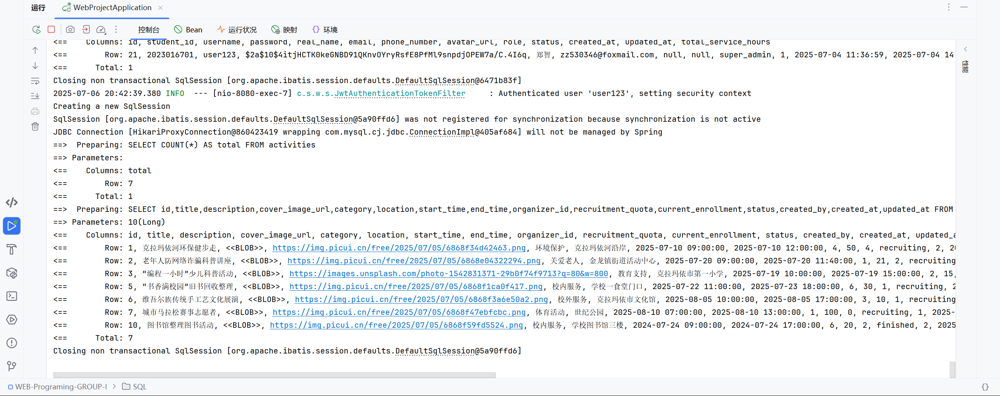 运行 WebProjectApplication
控制台 Bean 运行状况 映射 环境
<==    Columns: id, student_id, username, password, real_name, email, phone_number, avatar_url, role, status, created_at, updated_at, total_service_hours
<==        Row: 21, 2023016701, user123, $2a$10$4itjHCTK0keGNBD91QKnvOYryRsfE8PfMl9snpdjOPEW7a/C.4I6q, 郑智, zz530346@foxmail.com, null, null, super_admin, 1, 2025-07-04 11:36:59, 2025-07-04 14
<==      Total: 1
Closing non transactional SqlSession [org.apache.ibatis.session.defaults.DefaultSqlSession@6471b83f]
2025-07-06 20:42:39.380 INFO  --- [nio-8080-exec-7] c.s.w.s.JwtAuthenticationTokenFilter     : Authenticated user 'user123', setting security context
Creating a new SqlSession
SqlSession [org.apache.ibatis.session.defaults.DefaultSqlSession@5a90ffd6] was not registered for synchronization because synchronization is not active
JDBC Connection [HikariProxyConnection@860423419 wrapping com.mysql.cj.jdbc.ConnectionImpl@405af684] will not be managed by Spring
==>  Preparing: SELECT COUNT(*) AS total FROM activities
==> Parameters:
<==    Columns: total
<==        Row: 7
<==      Total: 1
==>  Preparing: SELECT id,title,description,cover_image_url,category,location,start_time,end_time,organizer_id,recruitment_quota,current_enrollment,status,created_by,created_at,updated_at FROM
==> Parameters: 10(Long)
<==    Columns: id, title, description, cover_image_url, category, location, start_time, end_time, organizer_id, recruitment_quota, current_enrollment, status, created_by, created_at, updated_a
<==        Row: 1, 克拉玛依河环保健步走, <<BLOB>>, https://img.picui.cn/free/2025/07/05/6868f34d42463.png, 环境保护, 克拉玛依河沿岸, 2025-07-10 09:00:00, 2025-07-10 12:00:00, 4, 50, 4, recruiting, 2, 20
<==        Row: 2, 老年人防网络诈骗科普讲座, <<BLOB>>, https://img.picui.cn/free/2025/07/05/6868e04322294.png, 关爱老人, 金龙镇街道活动中心, 2025-07-20 09:00:00, 2025-07-20 11:40:00, 1, 21, 2, recruiting
<==        Row: 3, “编程一小时”少儿科普活动, <<BLOB>>, https://images.unsplash.com/photo-1542831371-29b0f74f9713?q=80&w=800, 教育支持, 克拉玛依市第一小学, 2025-07-19 10:00:00, 2025-07-19 15:00:00, 2, 15,
<==        Row: 5, “书香满校园”旧书回收整理, <<BLOB>>, https://img.picui.cn/free/2025/07/05/6868f1ca0f417.png, 校内服务, 学校一食堂门口, 2025-07-22 11:00:00, 2025-07-23 18:00:00, 6, 30, 1, recruiting, 2
<==        Row: 6, 维吾尔族传统手工艺文化展演, <<BLOB>>, https://img.picui.cn/free/2025/07/05/6868f3a6e50a2.png, 校外服务, 克拉玛依市文化馆, 2025-08-05 10:00:00, 2025-08-05 17:00:00, 3, 10, 1, recruiting
<==        Row: 7, 城市马拉松赛事志愿者, <<BLOB>>, https://img.picui.cn/free/2025/07/05/6868f47ebfcbc.png, 体育活动, 世纪公园, 2025-08-10 07:00:00, 2025-08-10 13:00:00, 1, 100, 0, recruiting, 1, 2025-
<==        Row: 10, 图书馆整理图书活动, <<BLOB>>, https://img.picui.cn/free/2025/07/05/6868f59fd5524.png, 校内服务, 学校图书馆三楼, 2024-07-24 09:00:00, 2024-07-24 17:00:00, 6, 20, 2, finished, 2, 2025
<==      Total: 7
Closing non transactional SqlSession [org.apache.ibatis.session.defaults.DefaultSqlSession@5a90ffd6]
性能
WEB-Programing-GROUP-I > SQL